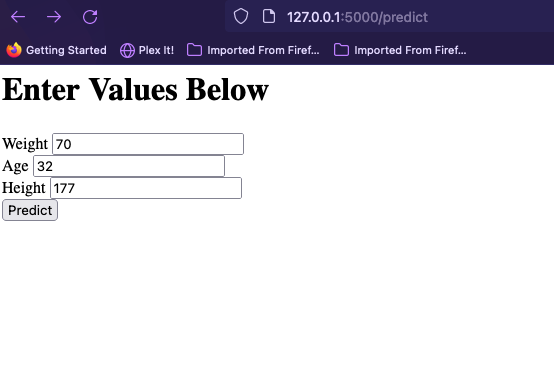 127.0.0.1:5000/predict
Getting Started Plex It! Imported From Firef... Imported From Firef...
Enter Values Below
Weight 70
Age 32
Height 177
Predict